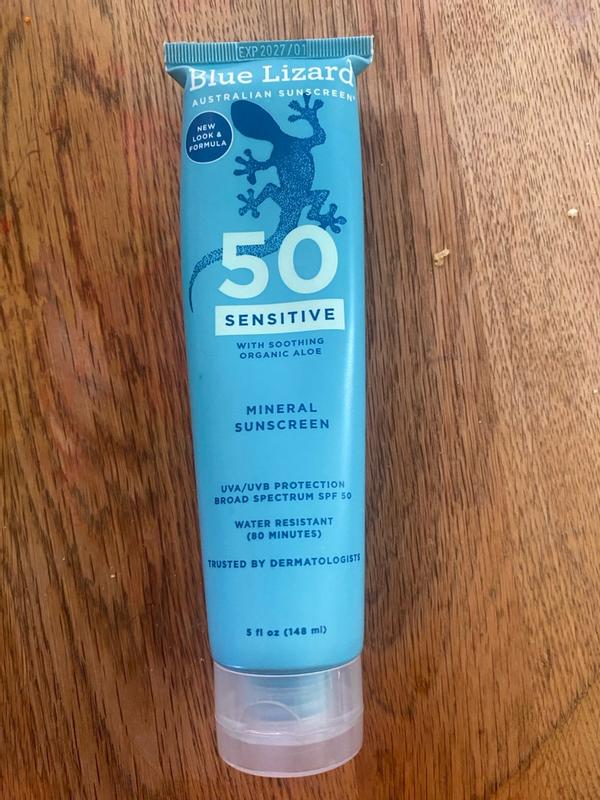 EXP 2027/01
Blue Lizard
AUSTRALIAN SUNSCREEN®
NEW
LOOK &
FORMULA
50
SENSITIVE
WITH SOOTHING
ORGANIC ALOE
MINERAL
SUNSCREEN
UVA/UVB PROTECTION
BROAD SPECTRUM SPF 50
WATER RESISTANT
(80 MINUTES)
TRUSTED BY DERMATOLOGISTS
5 fl oz (148 ml)